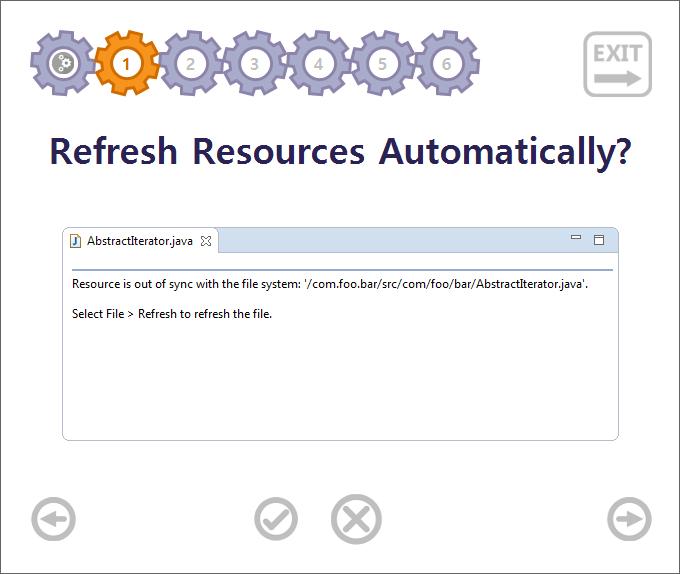 1 2 3 4 5 6 EXIT
Refresh Resources Automatically?
AbstractIterator.java
Resource is out of sync with the file system: '/com.foo.bar/src/com/foo/bar/AbstractIterator.java'.
Select File > Refresh to refresh the file.